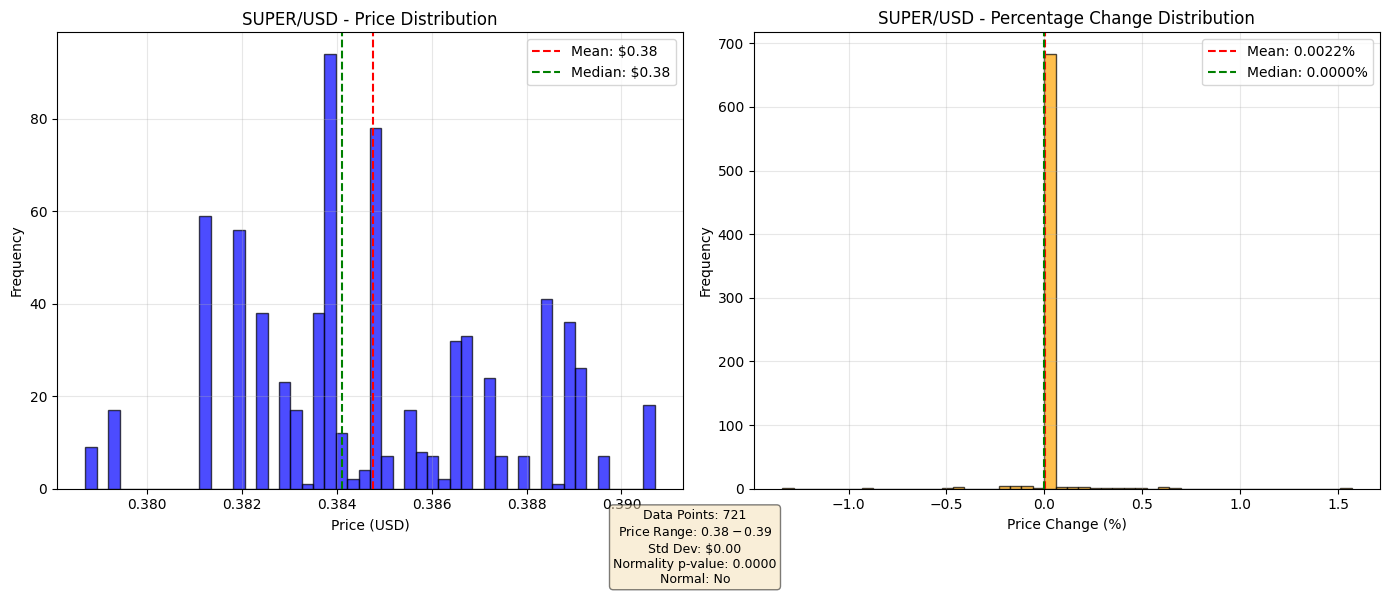 SUPER/USD - Price Distribution
Mean: $0.38
Median: $0.38
Frequency
0
20
40
60
80
0.380
0.382
0.384
0.386
0.388
0.390
Price (USD)
SUPER/USD - Percentage Change Distribution
Mean: 0.0022%
Median: 0.0000%
Frequency
0
100
200
300
400
500
600
700
−1.0
−0.5
0.0
0.5
1.0
1.5
Price Change (%)
Data Points: 721
Price Range: 0.38 − 0.39
Std Dev: $0.00
Normality p-value: 0.0000
Normal: No